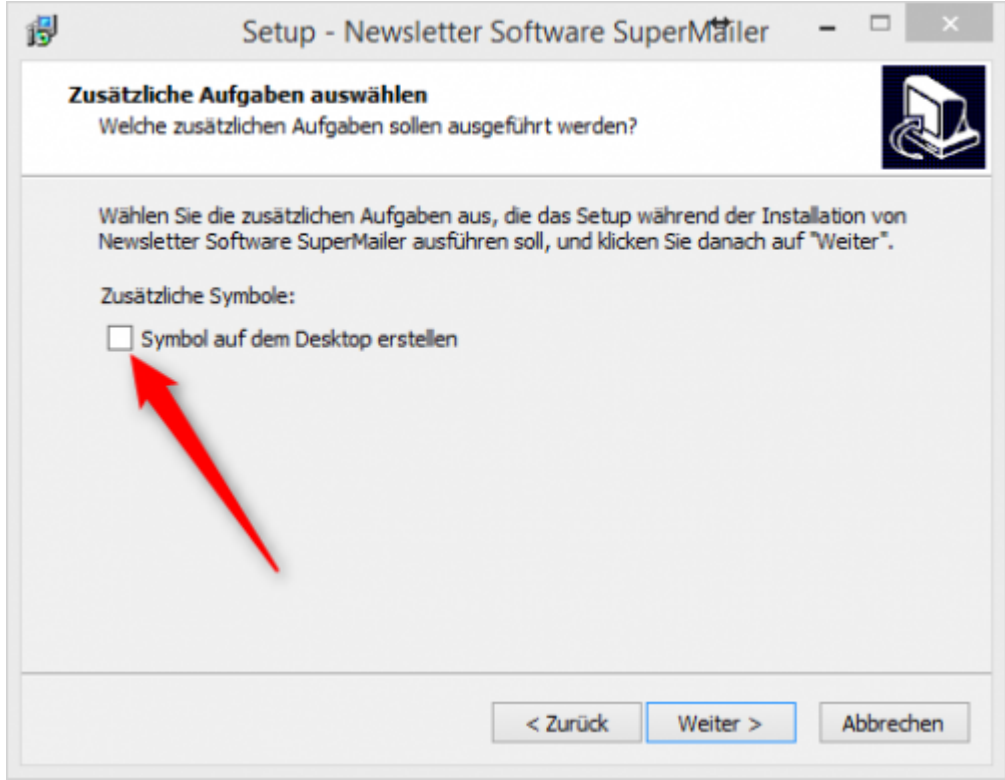 Setup - Newsletter Software SuperMailer
Zusätzliche Aufgaben auswählen
Welche zusätzlichen Aufgaben sollen ausgeführt werden?
Wählen Sie die zusätzlichen Aufgaben aus, die das Setup während der Installation von
Newsletter Software SuperMailer ausführen soll, und klicken Sie danach auf "Weiter".
Zusätzliche Symbole:
Symbol auf dem Desktop erstellen
< Zurück Weiter > Abbrechen